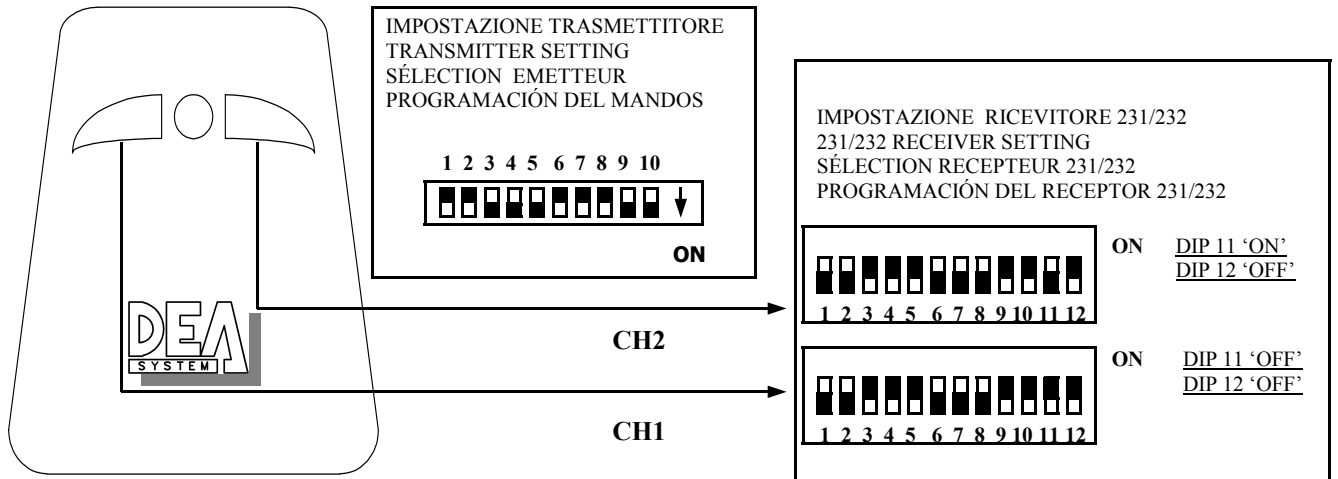 IMPOSTAZIONE TRASMETTITORE
TRANSMITTER SETTING
SÉLECTION EMETTEUR
PROGRAMACIÓN DEL MANDOS
1 2 3 4 5 6 7 8 9 10
ON
IMPOSTAZIONE RICEVITORE 231/232
231/232 RECEIVER SETTING
SÉLECTION RECEPTEUR 231/232
PROGRAMACIÓN DEL RECEPTOR 231/232
ON DIP 11 ‘ON’
DIP 12 ‘OFF’
1 2 3 4 5 6 7 8 9 10 11 12
CH2
ON DIP 11 ‘OFF’
DIP 12 ‘OFF’
1 2 3 4 5 6 7 8 9 10 11 12
CH1
DEA
SYSTEM